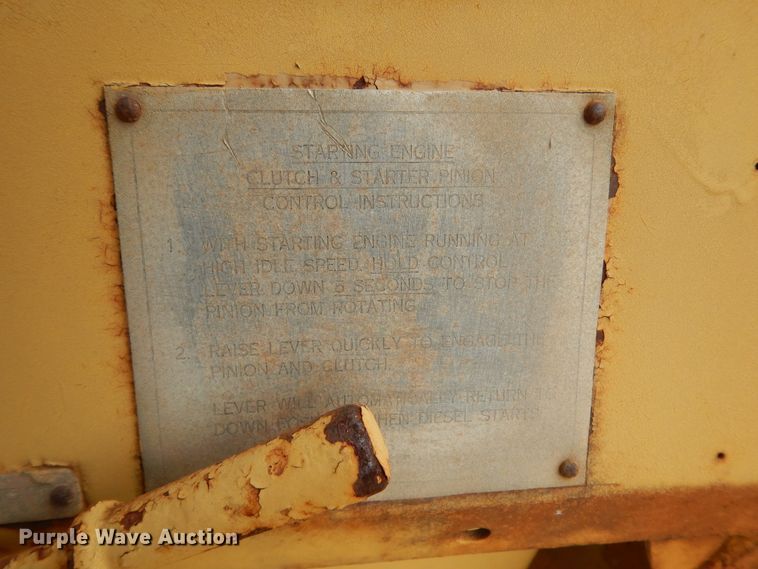 STARTING ENGINE
CLUTCH & STARTER PINION
CONTROL INSTRUCTIONS
1. WITH STARTING ENGINE RUNNING AT
HIGH IDLE SPEED, HOLD CONTROL
LEVER DOWN 5 SECONDS TO STOP THE
PINION FROM ROTATING.
2. RAISE LEVER QUICKLY TO ENGAGE THE
PINION AND CLUTCH.
LEVER WILL AUTOMATICALLY RETURN TO
DOWN WHEN DIESEL STARTS
Purple Wave Auction